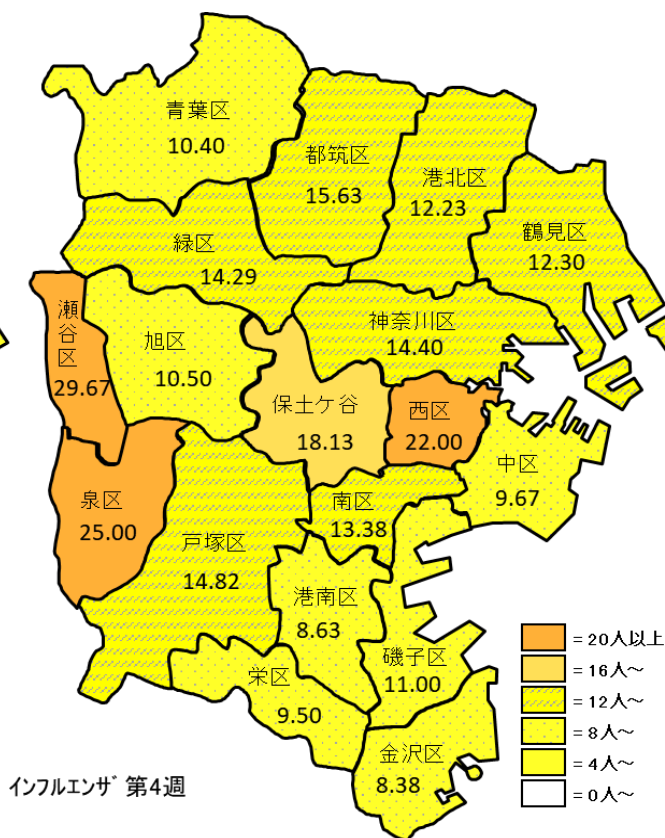 青葉区
10.40
都筑区
15.63
港北区
12.23
鶴見区
12.30
緑区
14.29
瀬谷区
29.67
旭区
10.50
神奈川区
14.40
保土ケ谷
18.13
西区
22.00
中区
9.67
泉区
25.00
戸塚区
14.82
南区
13.38
港南区
8.63
磯子区
11.00
栄区
9.50
金沢区
8.38
=20人以上
=16人～
=12人～
=8人～
=4人～
=0人～
インフルエンザ 第4週